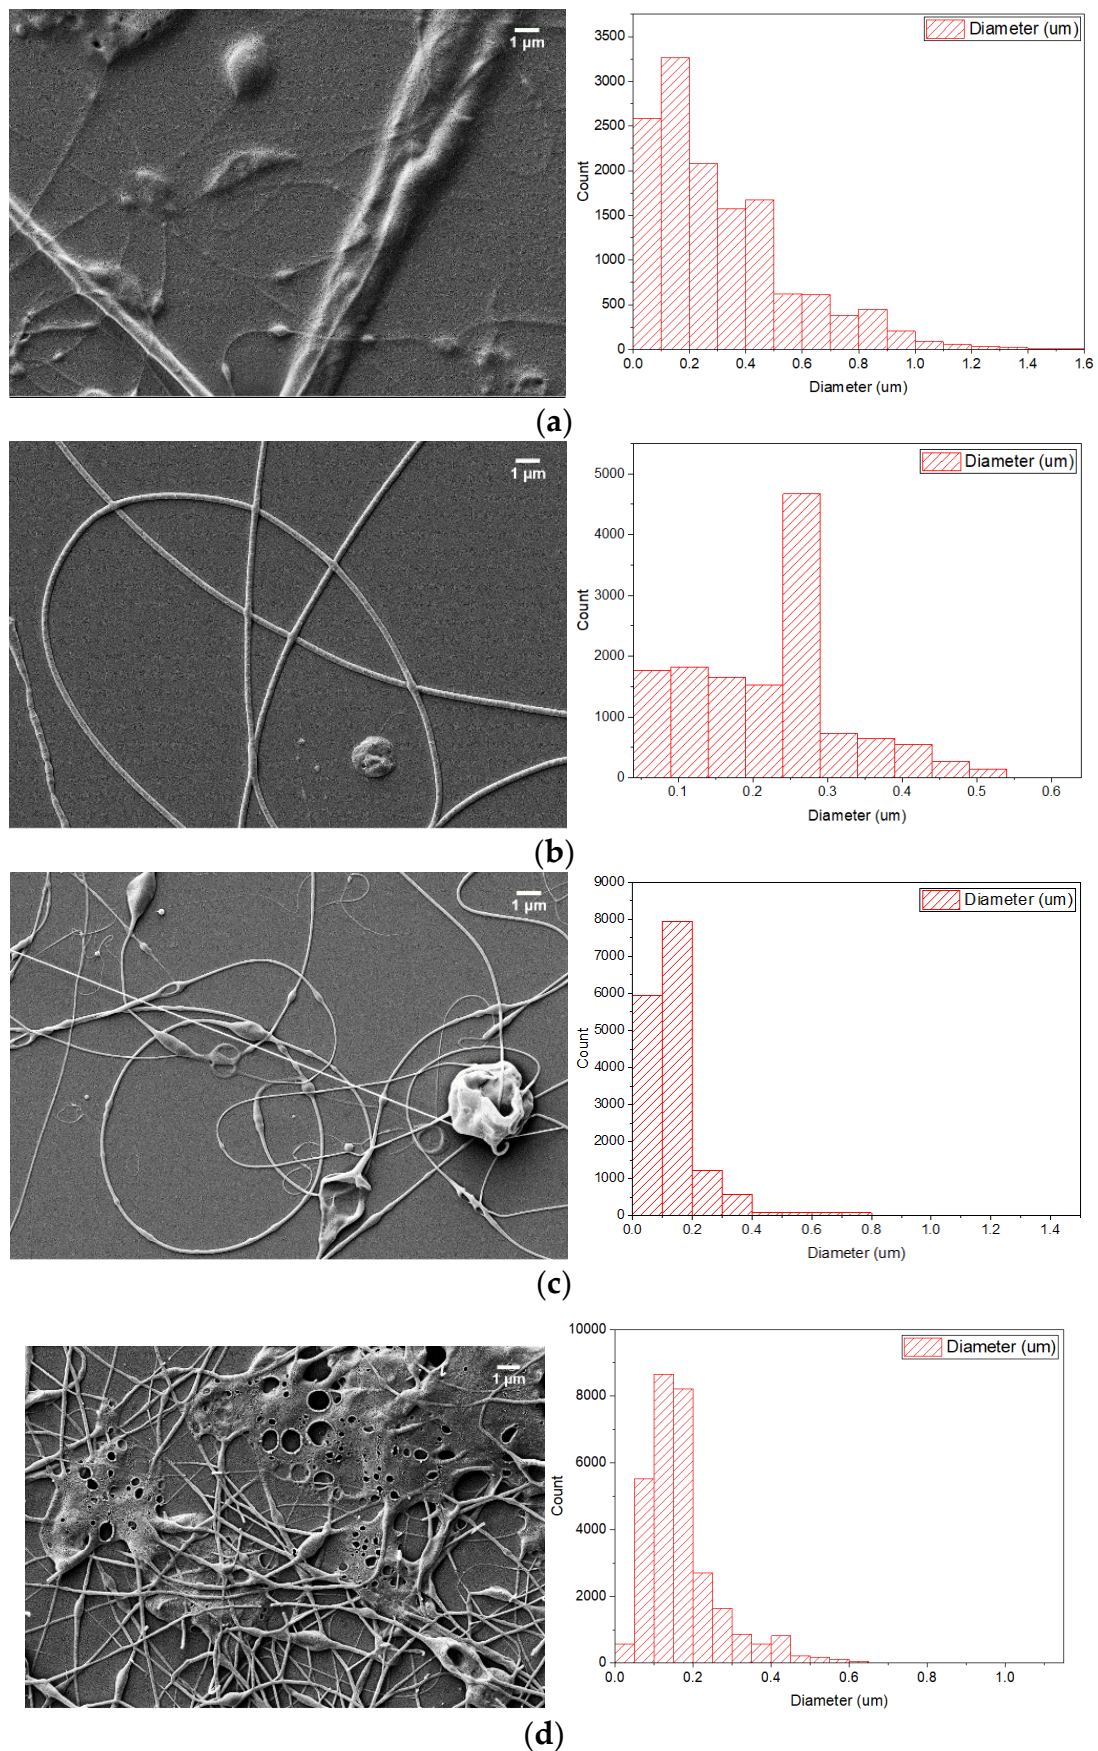 1 µm
Diameter (um)
3500
3000
2500
2000
1500
1000
500
0
Count
0.0 0.2 0.4 0.6 0.8 1.0 1.2 1.4 1.6
Diameter (um)
(a)
1 µm
Diameter (um)
5000
4000
3000
2000
1000
0
Count
0.1 0.2 0.3 0.4 0.5 0.6
Diameter (um)
(b)
1 µm
Diameter (um)
9000
8000
7000
6000
5000
4000
3000
2000
1000
0
Count
0.0 0.2 0.4 0.6 0.8 1.0 1.2 1.4
Diameter (um)
(c)
1 µm
Diameter (um)
10000
8000
6000
4000
2000
0
Count
0.0 0.2 0.4 0.6 0.8 1.0
Diameter (um)
(d)